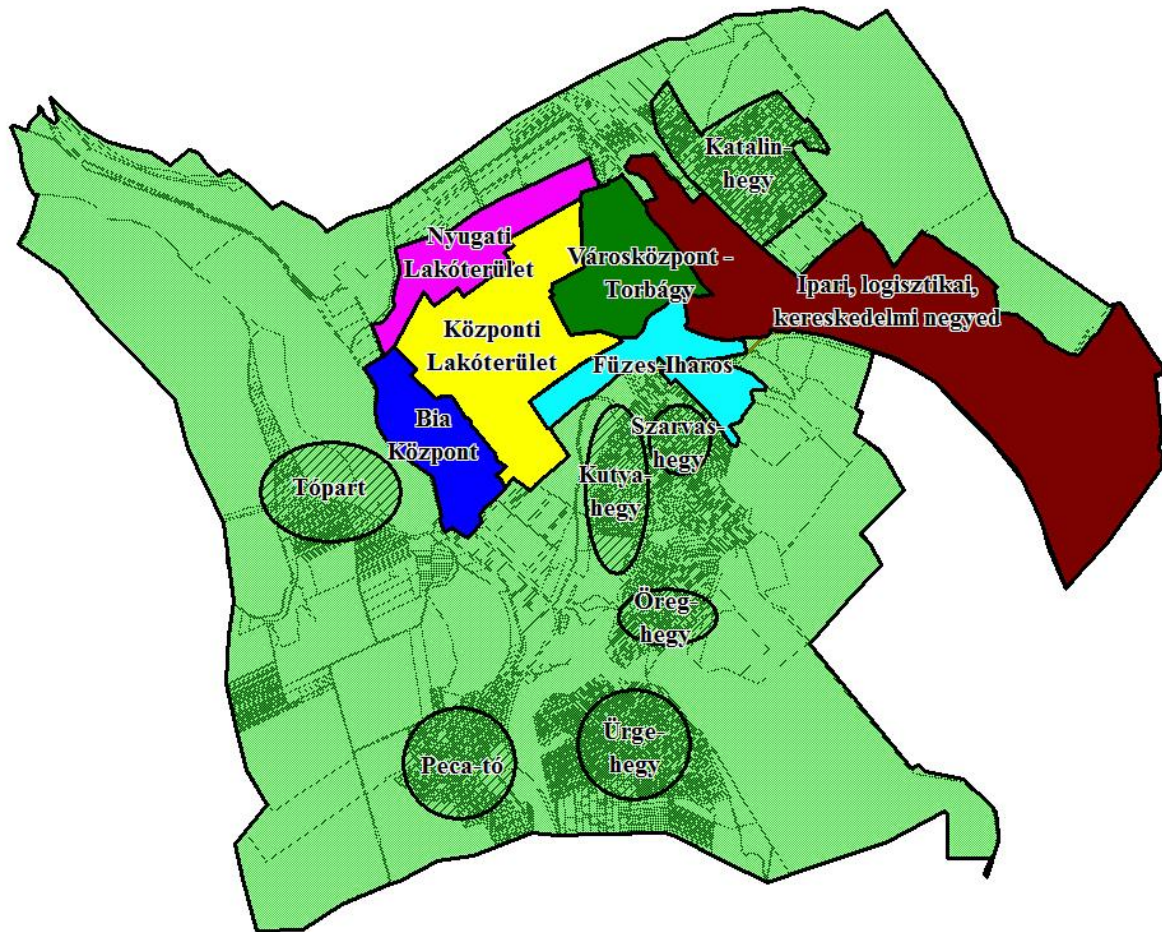 Katalin-
hegy
Nyugati
Lakóterület
Városközpont -
Torbágy
Ipari, logisztikai,
kereskedelmi negyed
Központi
Lakóterület
Füzes-Iharos
Bia
Központ
Szarvas-
hegy
Tópart
Kutya-
hegy
Öreg-
hegy
Ürge-
hegy
Peca-tó